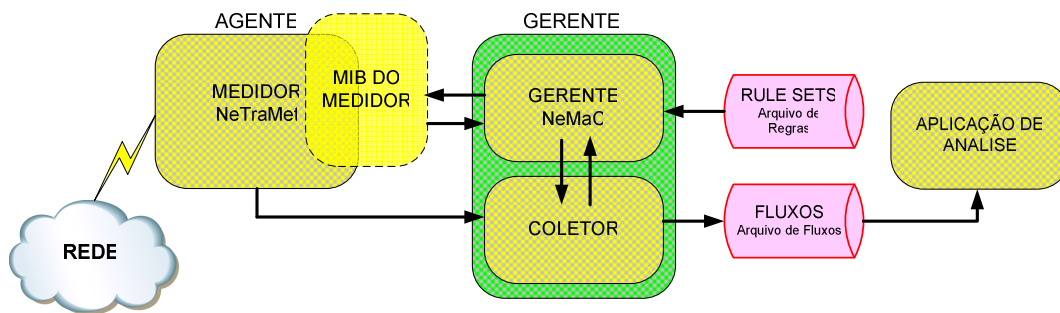 AGENTE
GERENTE
MIB DO
MEDIDOR
MEDIDOR
NeTraMet
GERENTE
NeMaC
RULE SETS
Arquivo de
Regras
APLICAÇÃO DE
ANALISE
COLETOR
FLUXOS
Arquivo de Fluxos
REDE